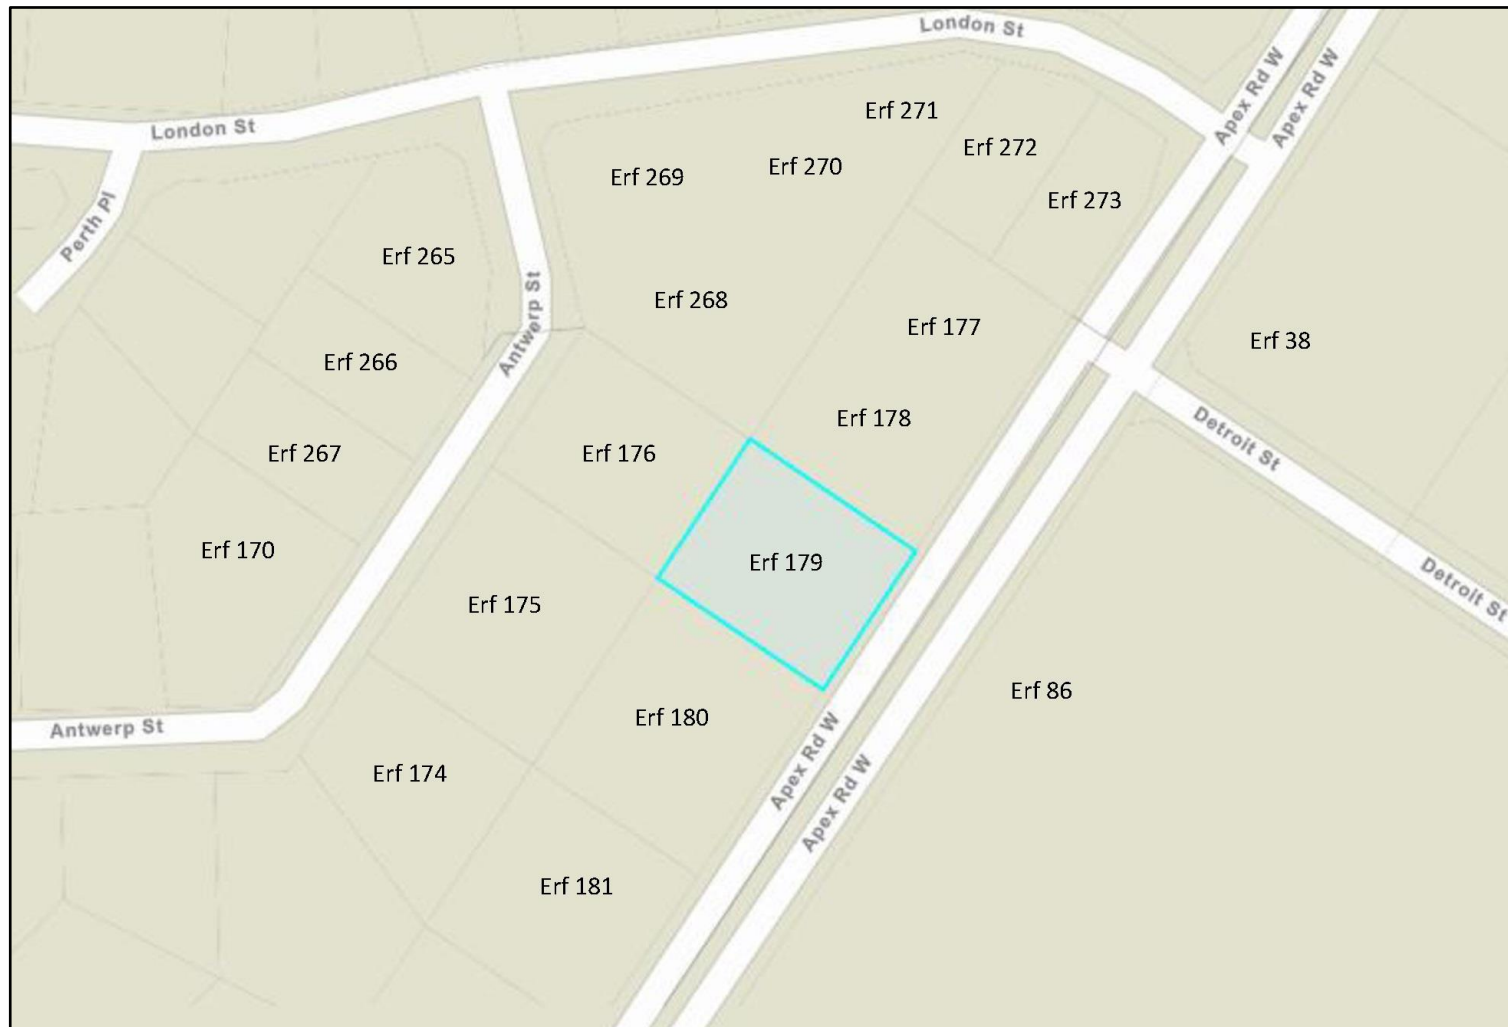 London St
Apex Rd W
Apex Rd W
London St
Erf 271
Erf 272
Erf 270
Erf 269
Erf 273
Perth Pl
Erf 265
Erf 268
Antwerp St
Erf 177
Erf 38
Erf 266
Erf 178
Detroit St
Erf 267
Erf 176
Erf 170
Erf 179
Detroit St
Erf 175
Erf 86
Erf 180
Antwerp St
Apex Rd W
Erf 174
Apex Rd W
Erf 181